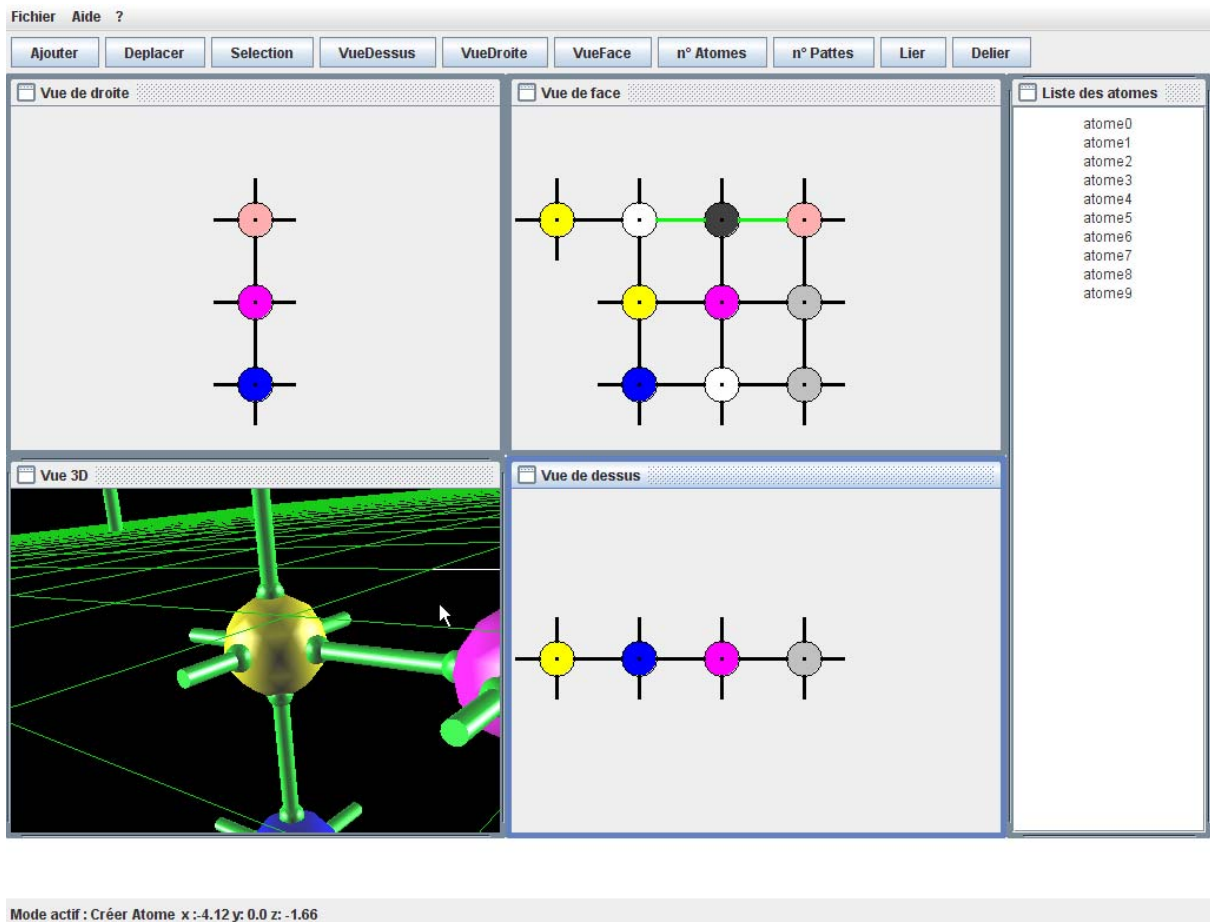 Fichier Aide ?
Ajouter Deplacer Selection VueDessus VueDroite VueFace n° Atomes n° Pattes Lier Delier
Vue de droite
Vue de face
Liste des atomes
atome0
atome1
atome2
atome3
atome4
atome5
atome6
atome7
atome8
atome9
Vue 3D
Vue de dessus
Mode actif : Créer Atome x :-4.12 y: 0.0 z: -1.66